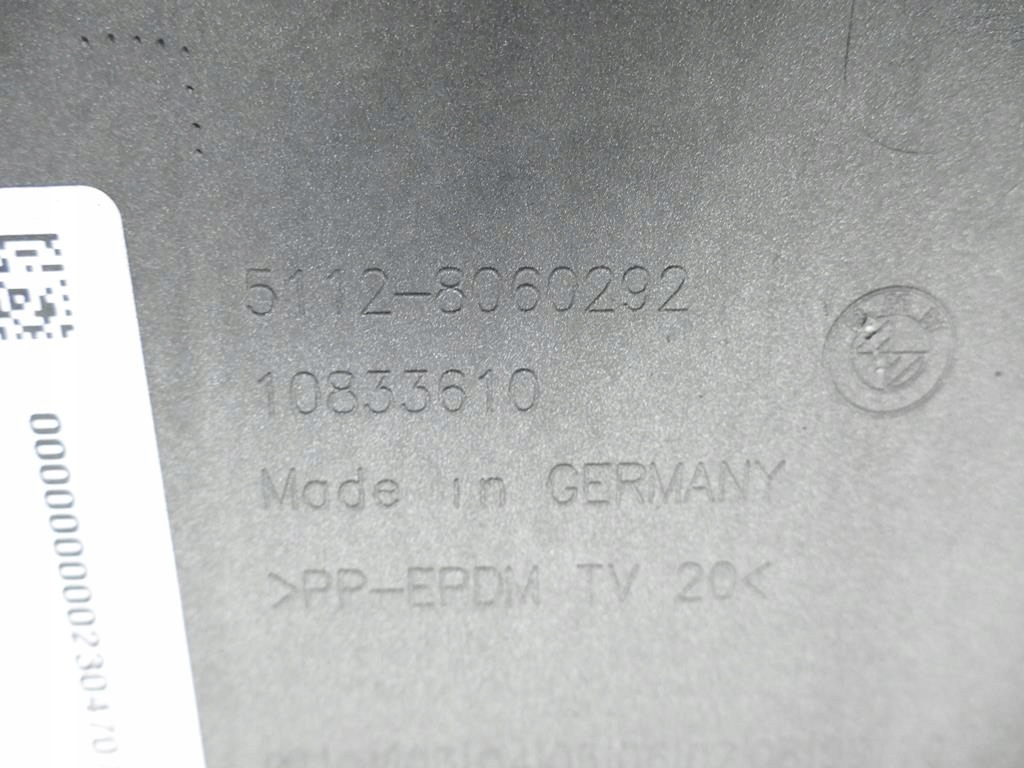 5112-8060292
10833610
Made in GERMANY
>PP-EPDM TV 20<